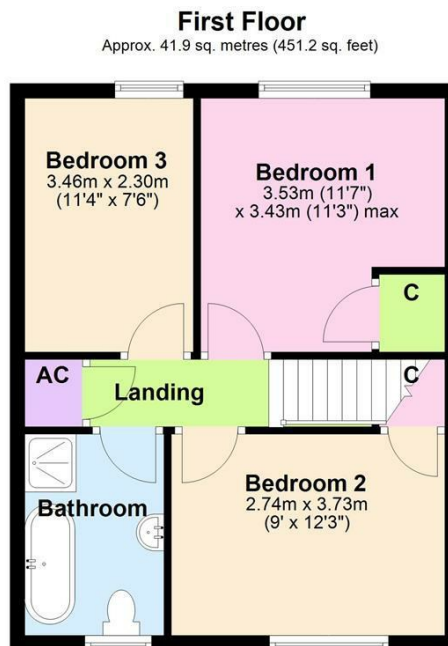 First Floor
Approx. 41.9 sq. metres (451.2 sq. feet)
Bedroom 3
3.46m x 2.30m
(11'4" x 7'6")
Bedroom 1
3.53m (11'7")
x 3.43m (11'3") max
C
AC
Landing
C
Bathroom
Bedroom 2
2.74m x 3.73m
(9' x 12'3")